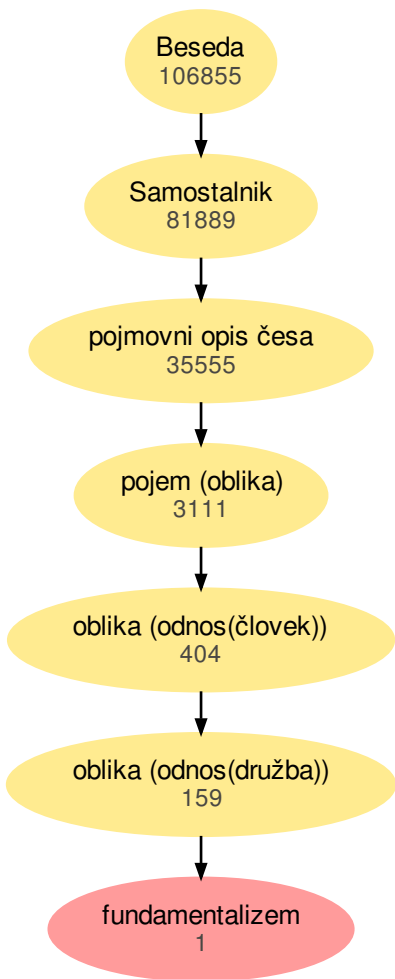 Beseda
106855
Samostalnik
81889
pojmovni opis česa
35555
pojem (oblika)
3111
oblika (odnos(človek))
404
oblika (odnos(družba))
159
fundamentalizem
1